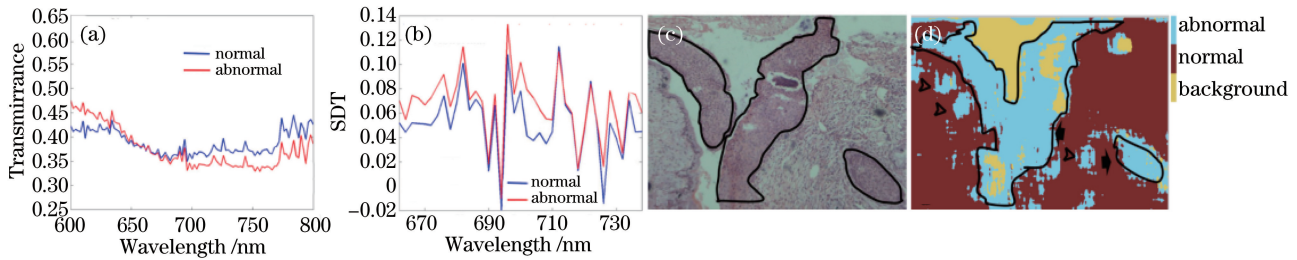 (a)
0.65
0.60
0.55
0.50
0.45
0.40
0.35
0.30
0.25
Transmurrance
normal
abnormal
600
650
700
750
800
Wavelength /nm
(b)
0.14
0.12
0.10
0.08
0.06
0.04
0.02
0
−0.02
SDT
normal
abnormal
670
690
710
730
Wavelength /nm
(c)
(d)
abnormal
normal
background